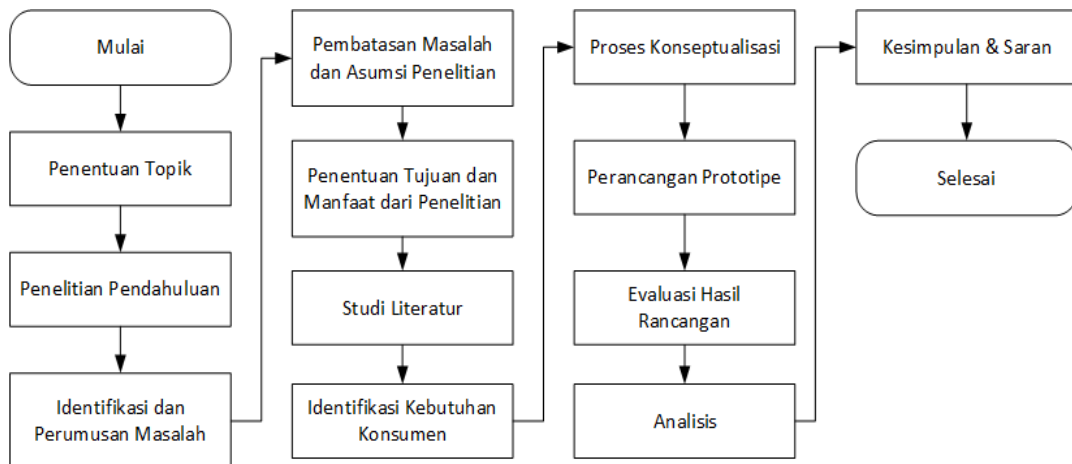 Mulai
Penentuan Topik
Penelitian Pendahuluan
Identifikasi dan
Perumusan Masalah
Pembatasan Masalah
dan Asumsi Penelitian
Penentuan Tujuan dan
Manfaat dari Penelitian
Studi Literatur
Identifikasi Kebutuhan
Konsumen
Proses Konseptualisasi
Perancangan Prototipe
Evaluasi Hasil
Rancangan
Analisis
Kesimpulan & Saran
Selesai